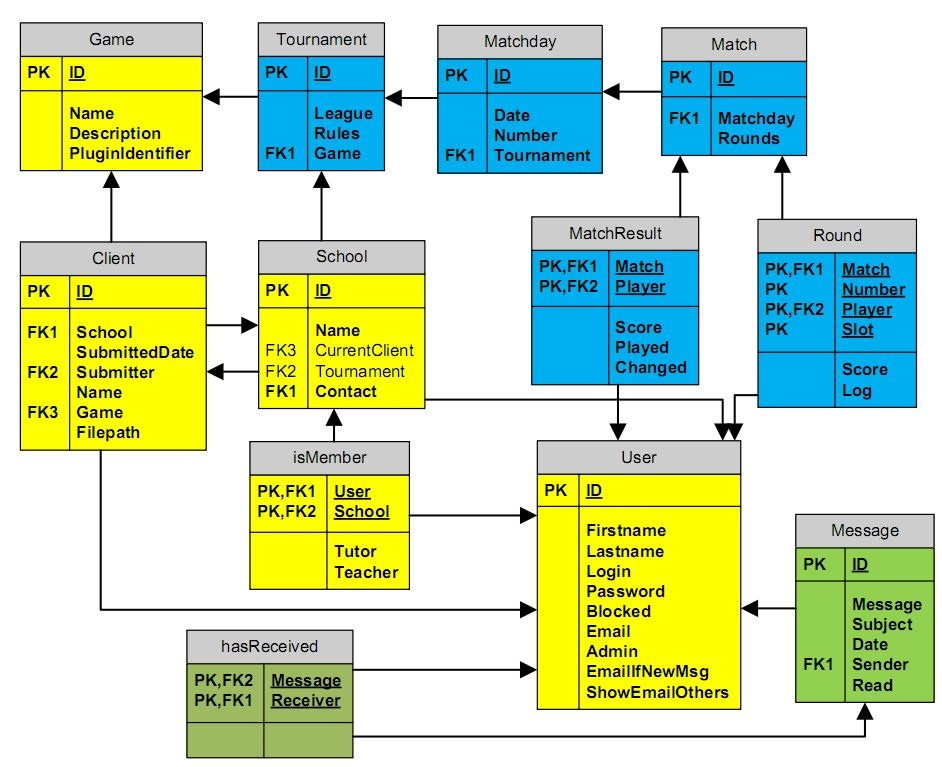 Game
PK ID
Name
Description
PluginIdentifier
Tournament
PK ID
League
Rules
FK1 Game
Matchday
PK ID
Date
Number
FK1 Tournament
Match
PK ID
FK1 Matchday
Rounds
Client
PK ID
FK1 School
SubmittedDate
FK2 Submitter
Name
FK3 Game
Filepath
School
PK ID
Name
FK3 CurrentClient
FK2 Tournament
FK1 Contact
MatchResult
PK,FK1 Match
PK,FK2 Player
Score
Played
Changed
Round
PK,FK1 Match
PK Number
PK,FK2 Player
PK Slot
Score
Log
isMember
PK,FK1 User
PK,FK2 School
Tutor
Teacher
User
PK ID
Firstname
Lastname
Login
Password
Blocked
Email
Admin
EmailIfNewMsg
ShowEmailOthers
Message
PK ID
Message
Subject
Date
FK1 Sender
Read
hasReceived
PK,FK2 Message
PK,FK1 Receiver